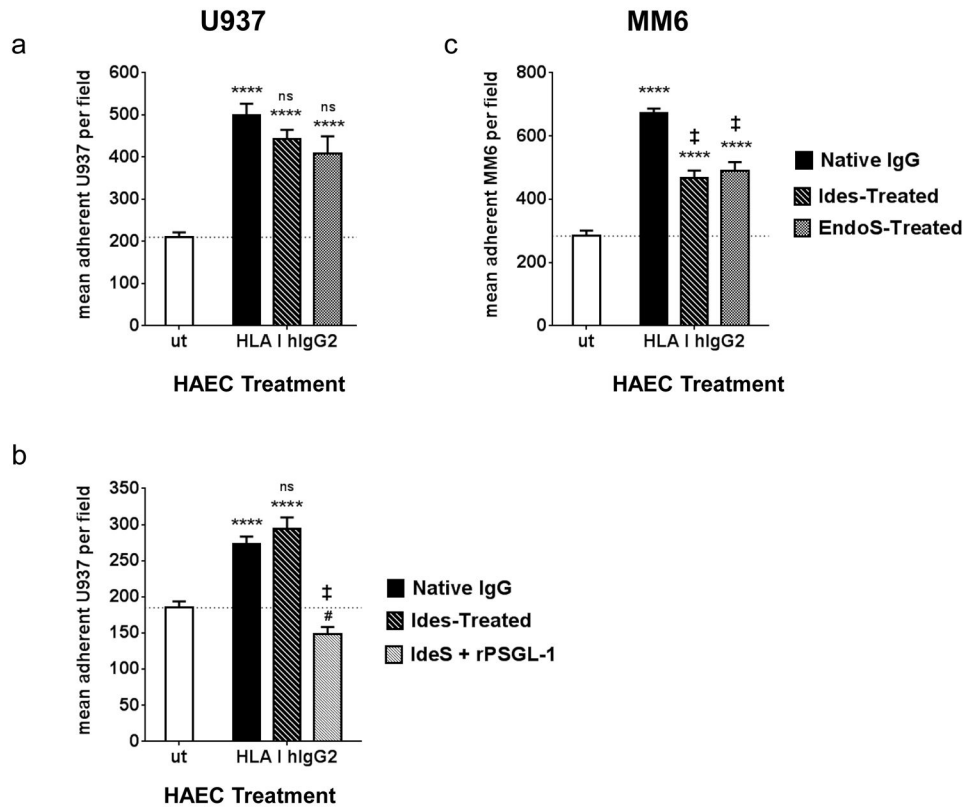 U937
a
mean adherent U937 per field
600
500
400
300
200
100
0
****
ns
****
ns
****
ut
HLA I hIgG2
HAEC Treatment
MM6
c
mean adherent MM6 per field
800
600
400
200
0
****
‡
****
‡
****
ut
HLA I hIgG2
HAEC Treatment
Native IgG
Ides-Treated
EndoS-Treated
b
mean adherent U937 per field
350
300
250
200
150
100
50
0
****
ns
****
‡
#
ut
HLA I hIgG2
HAEC Treatment
Native IgG
Ides-Treated
IdeS + rPSGL-1